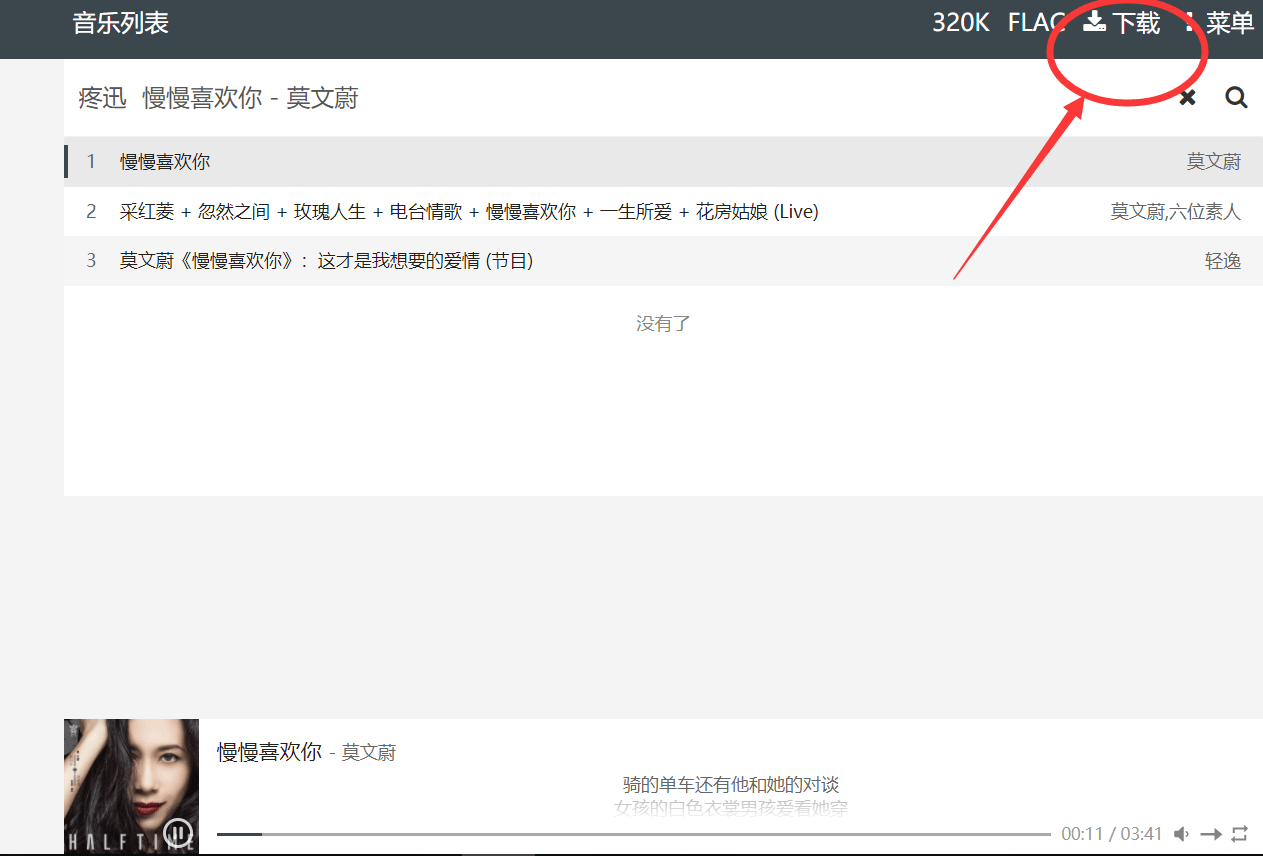 音乐列表 320K FLAC 下载 菜单
疼迅 慢慢喜欢你 - 莫文蔚
1 慢慢喜欢你 莫文蔚
2 采红菱 + 忽然之间 + 玫瑰人生 + 电台情歌 + 慢慢喜欢你 + 一生所爱 + 花房姑娘 (Live) 莫文蔚,六位素人
3 莫文蔚《慢慢喜欢你》：这才是我想要的爱情 (节目) 轻逸
没有了
慢慢喜欢你 - 莫文蔚
骑的单车还有他和她的对谈
女孩的白色衣裳男孩爱看她穿
HALFTIME
00:11 / 03:41